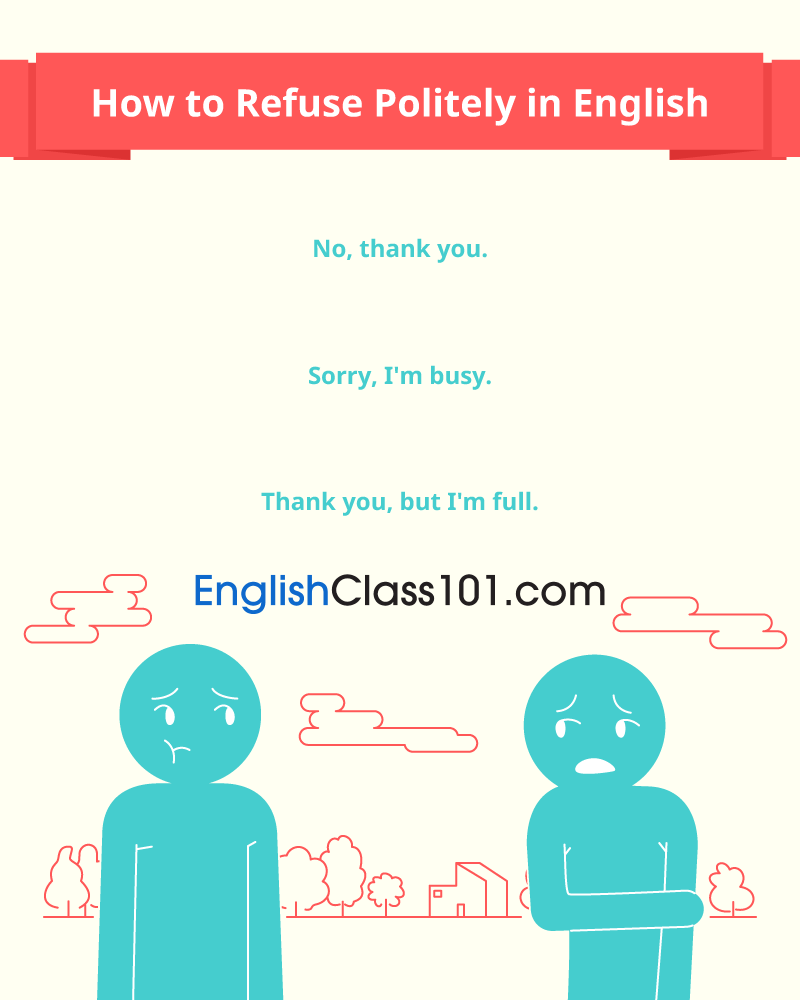 How to Refuse Politely in English
No, thank you.
Sorry, I'm busy.
Thank you, but I'm full.
EnglishClass101.com